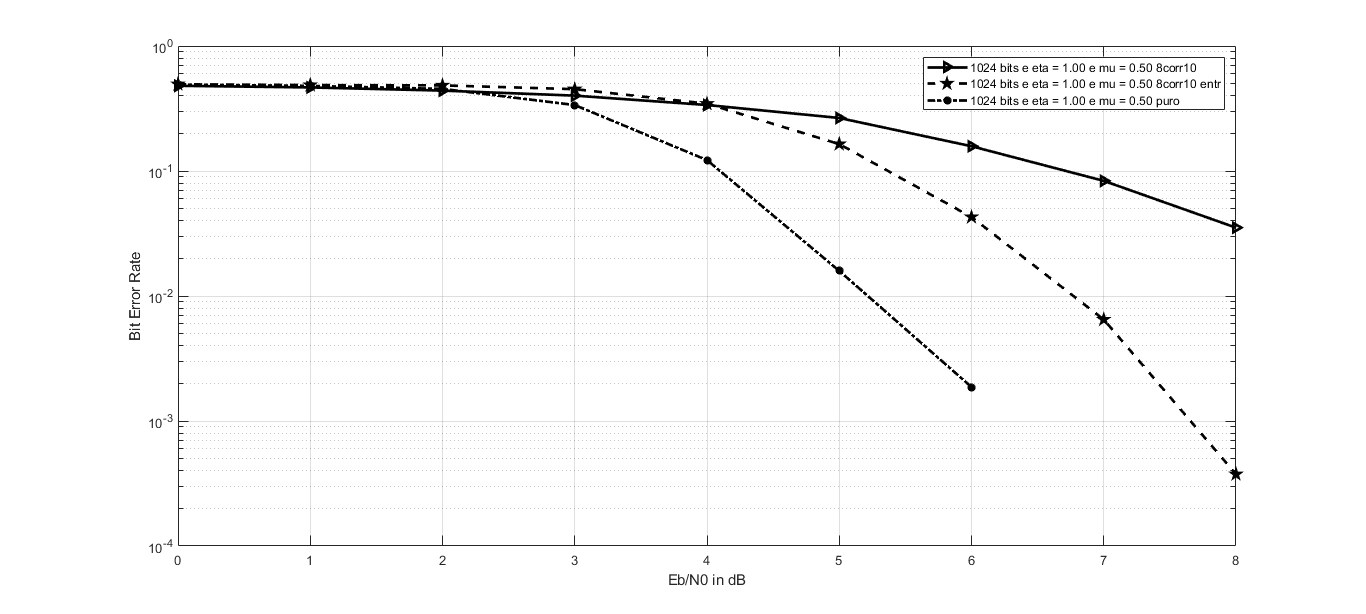 10^0
10^-1
10^-2
10^-3
10^-4
Bit Error Rate
1024 bits e eta = 1.00 e mu = 0.50 8corr10
1024 bits e eta = 1.00 e mu = 0.50 8corr10 entr
1024 bits e eta = 1.00 e mu = 0.50 puro
0 1 2 3 4 5 6 7 8
Eb/N0 in dB